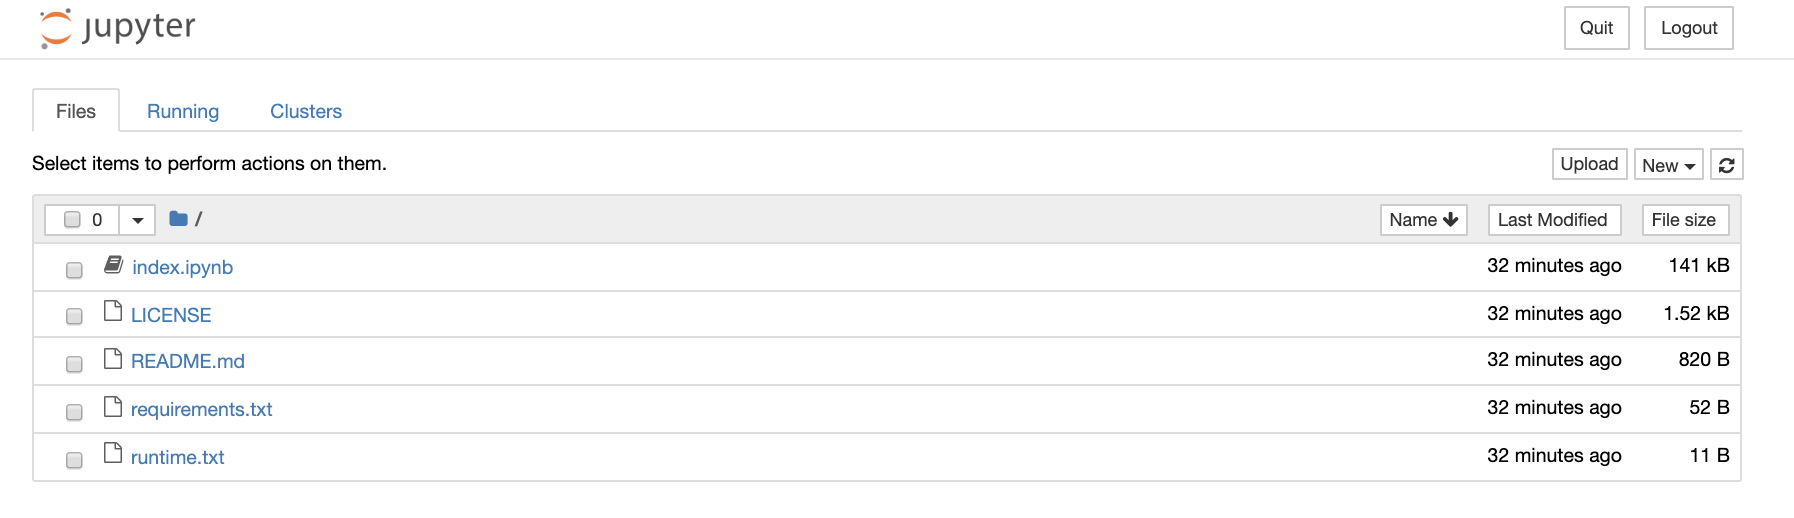 jupyter
Quit Logout
Files Running Clusters
Select items to perform actions on them.
Upload New
0 / Name Last Modified File size
index.ipynb 32 minutes ago 141 kB
LICENSE 32 minutes ago 1.52 kB
README.md 32 minutes ago 820 B
requirements.txt 32 minutes ago 52 B
runtime.txt 32 minutes ago 11 B